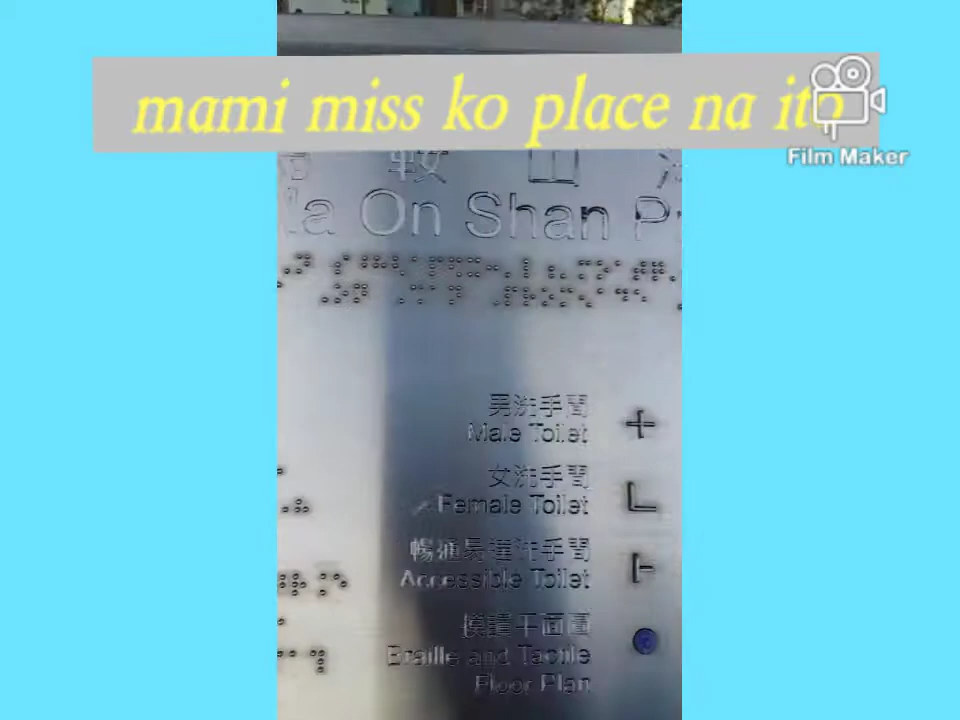 mami miss ko place na ito
Film Maker
鞍山
On Shan
男洗手間
Male Toilet
女洗手間
Female Toilet
暢通易達洗手間
Accessible Toilet
摸讀平面圖
Braille and Tactile
Floor Plan